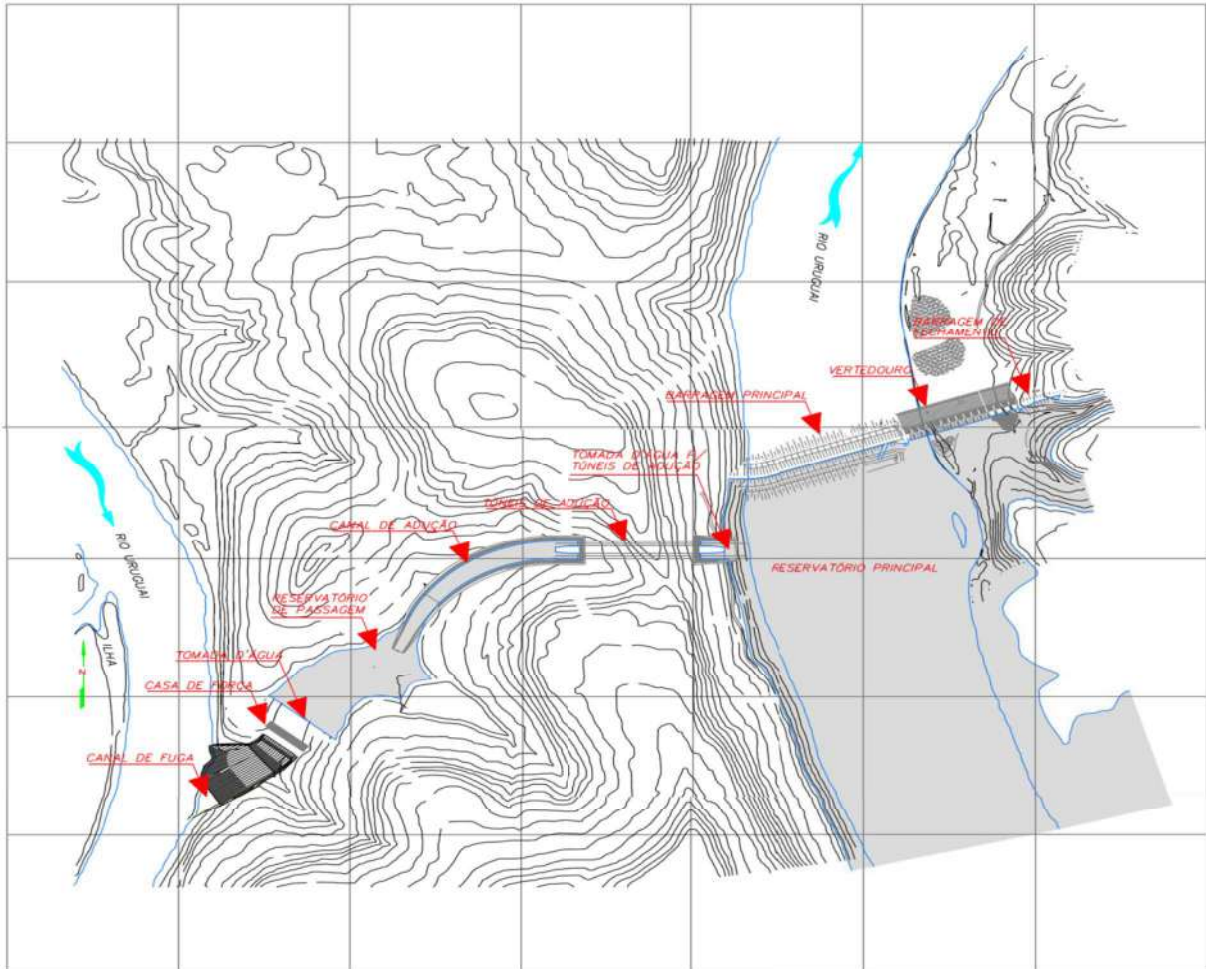 RIO URUGUAI
BARRAGEM DE
FECHAMENTO
VERTEDOURO
BARRAGEM PRINCIPAL
TOMADA D'ÁGUA P/
TÚNEIS DE ADUÇÃO
TÚNEIS DE ADUÇÃO
CANAL DE ADUÇÃO
RIO URUGUAI
RESERVATÓRIO PRINCIPAL
RESERVATÓRIO
DE PASSAGEM
ILHA
N
TOMADA D'ÁGUA
CASA DE FORÇA
CANAL DE FUGA